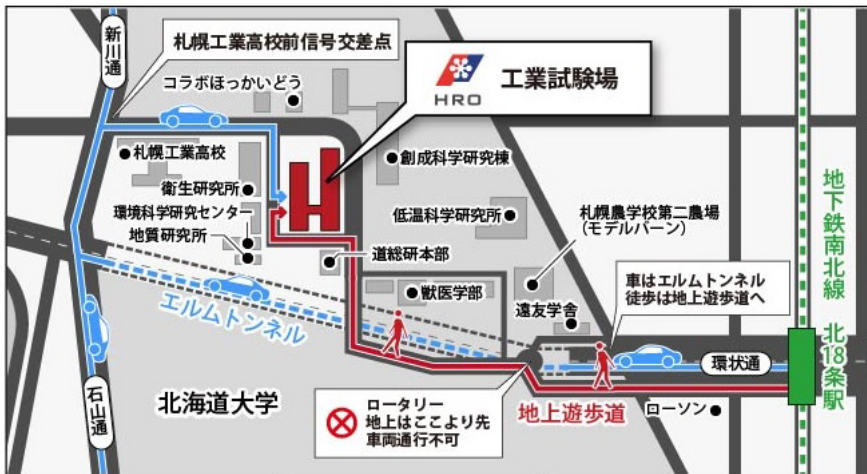 新川通
札幌工業高校前信号交差点
コラボほっかいどう
HRO
工業試験場
札幌工業高校
衛生研究所
環境科学研究センター
地質研究所
創成科学研究棟
低温科学研究所
札幌農学校第二農場
(モデルバーン)
道総研本部
獣医学部
遠友学舎
車はエルムトンネル
徒歩は地上遊歩道へ
エルムトンネル
環状通
地下鉄南北線 北18条駅
石山通
北海道大学
ロータリー
地上はここより先
車両通行不可
地上遊歩道
ローソン